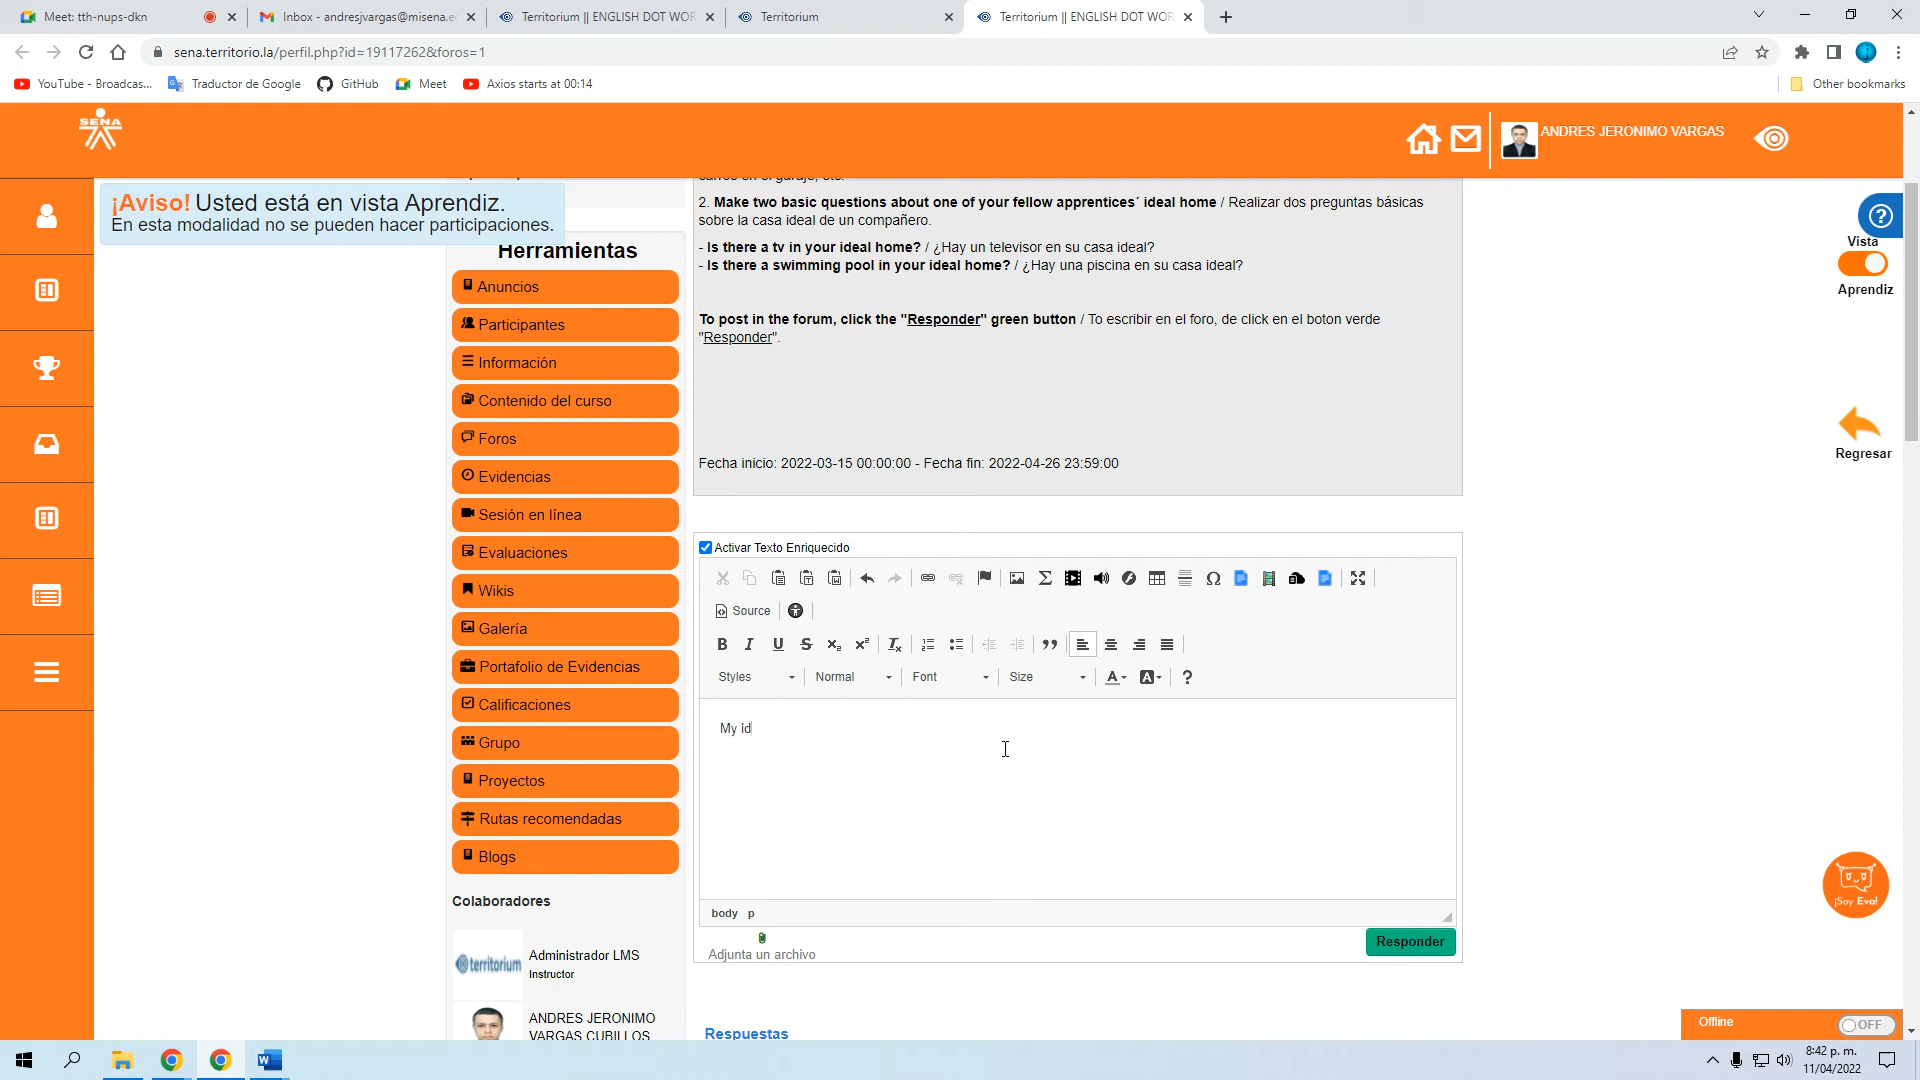 Meet: tth-nups-dkn
Inbox - andresjvargas@misena.e
Territorium || ENGLISH DOT WOR
Territorium
Territorium || ENGLISH DOT WOR
sena.territorio.la/perfil.php?id=19117262&foros=1
YouTube - Broadcas...
Traductor de Google
GitHub
Meet
Axios starts at 00:14
Other bookmarks
SENA
ANDRES JERONIMO VARGAS
¡Aviso! Usted está en vista Aprendiz.
En esta modalidad no se pueden hacer participaciones.
Herramientas
Anuncios
Participantes
Información
Contenido del curso
Foros
Evidencias
Sesión en línea
Evaluaciones
Wikis
Galería
Portafolio de Evidencias
Calificaciones
Grupo
Proyectos
Rutas recomendadas
Blogs
Colaboradores
territorium
Administrador LMS
Instructor
ANDRES JERONIMO
VARGAS CUBILLOS
2. Make two basic questions about one of your fellow apprentices´ ideal home / Realizar dos preguntas básicas
sobre la casa ideal de un compañero.
- Is there a tv in your ideal home? / ¿Hay un televisor en su casa ideal?
- Is there a swimming pool in your ideal home? / ¿Hay una piscina en su casa ideal?
To post in the forum, click the "Responder" green button / To escribir en el foro, de click en el boton verde
"Responder".
Fecha inicio: 2022-03-15 00:00:00 - Fecha fin: 2022-04-26 23:59:00
Activar Texto Enriquecido
Source
Styles
Normal
Font
Size
My id
body p
Adjunta un archivo
Responder
Respuestas
Vista
Aprendiz
Regresar
¡Soy Eva!
Offline
OFF
8:42 p. m.
11/04/2022